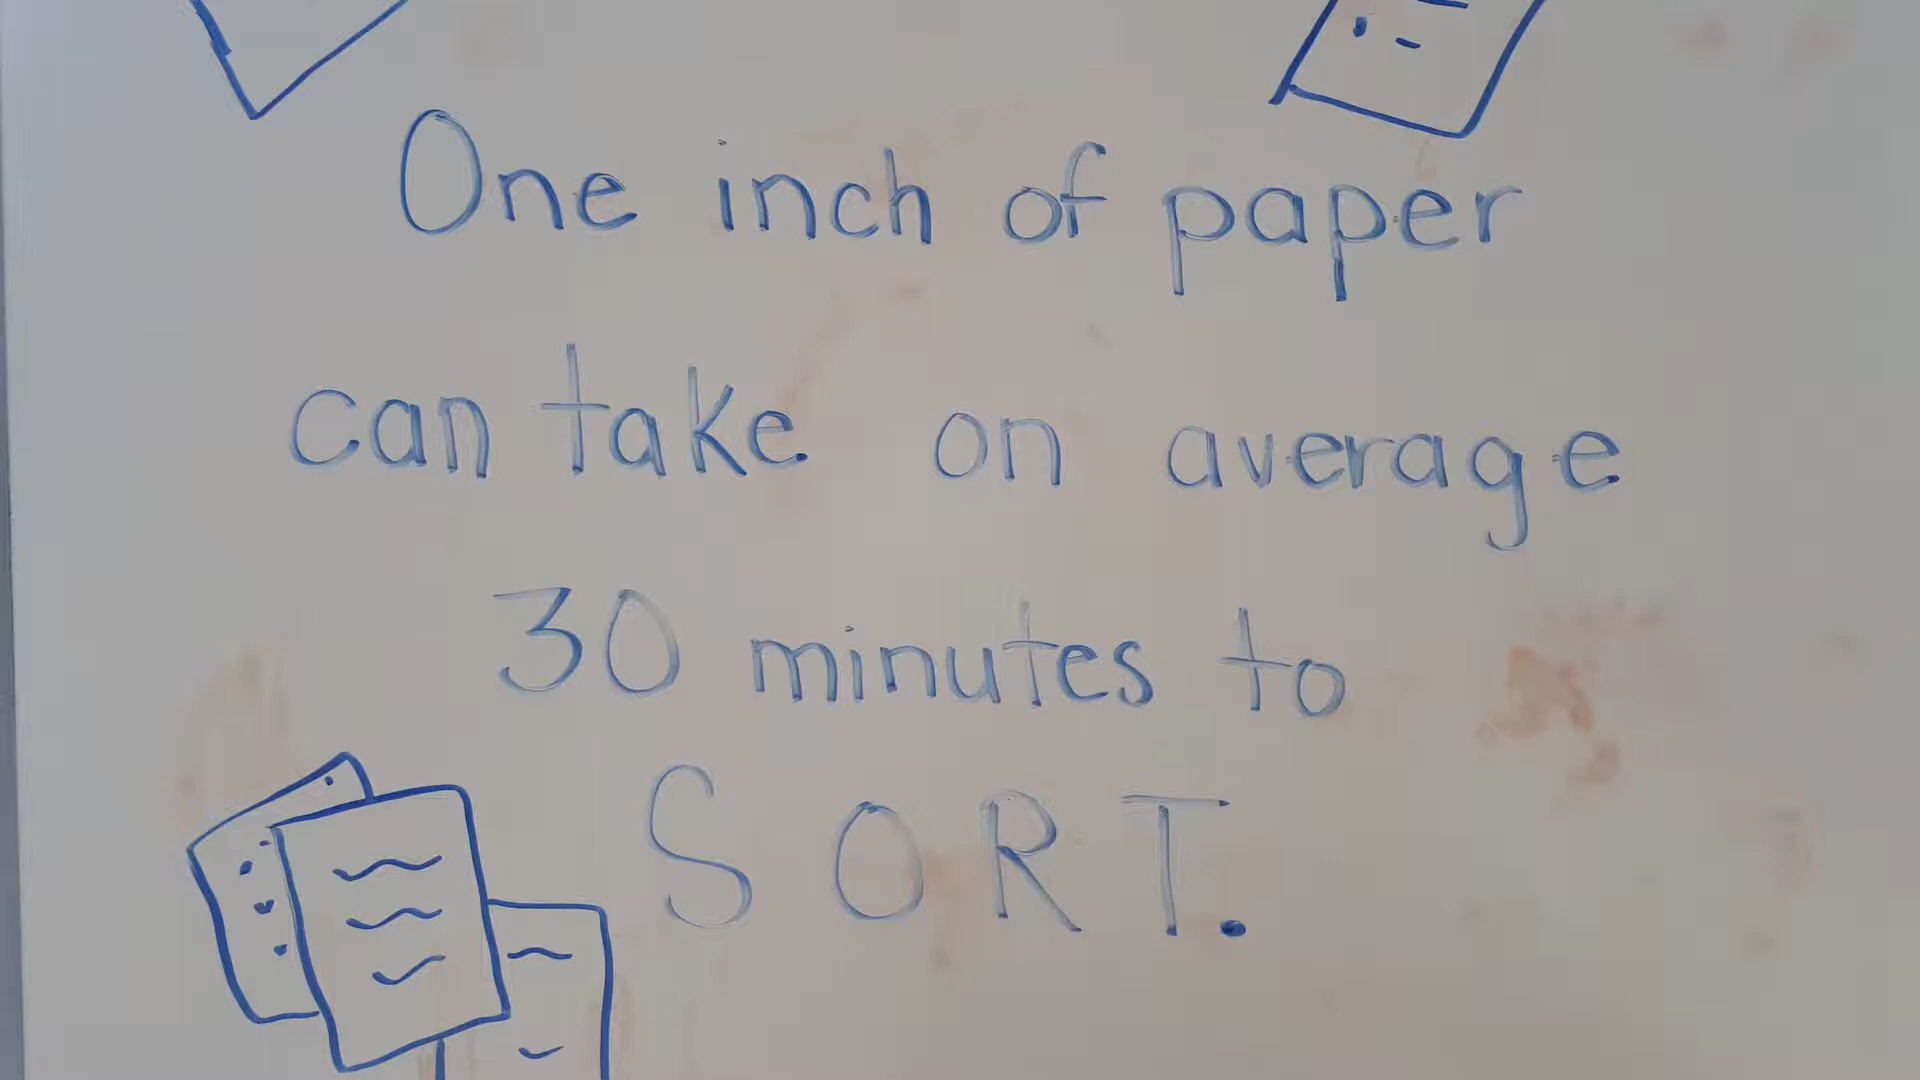 One inch of paper
can take on average
30 minutes to
SORT.